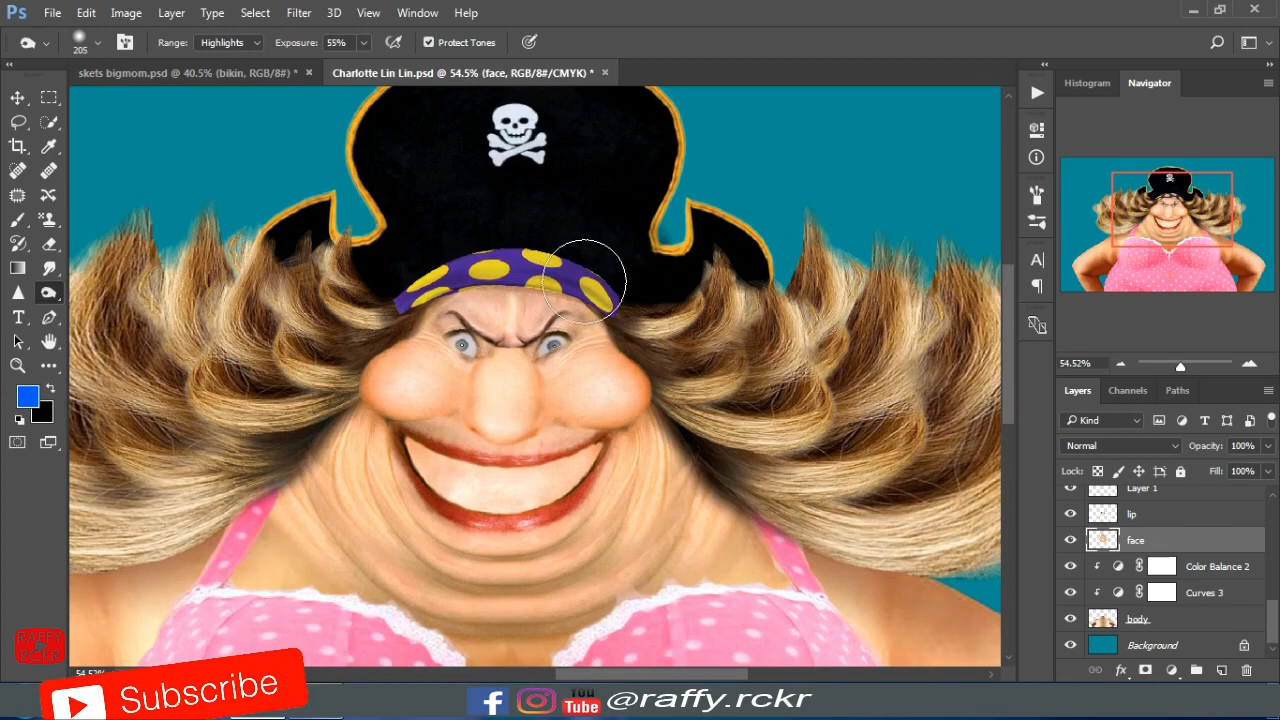 Ps File Edit Image Layer Type Select Filter 3D View Window Help
205 Range: Highlights Exposure: 55% Protect Tones
skets bigmom.psd @ 40.5% (bikin, RGB/8#) * × Charlotte Lin Lin.psd @ 54.5% (face, RGB/8#/CMYK) * ×
Histogram Navigator
54.52%
Layers Channels Paths
Kind
Normal Opacity: 100%
Lock: Fill: 100%
Layer 1
lip
face
Color Balance 2
Curves 3
body
Background
54.52%
RAFFY
RCKR
Subscribe
f You Tube @raffy.rckr